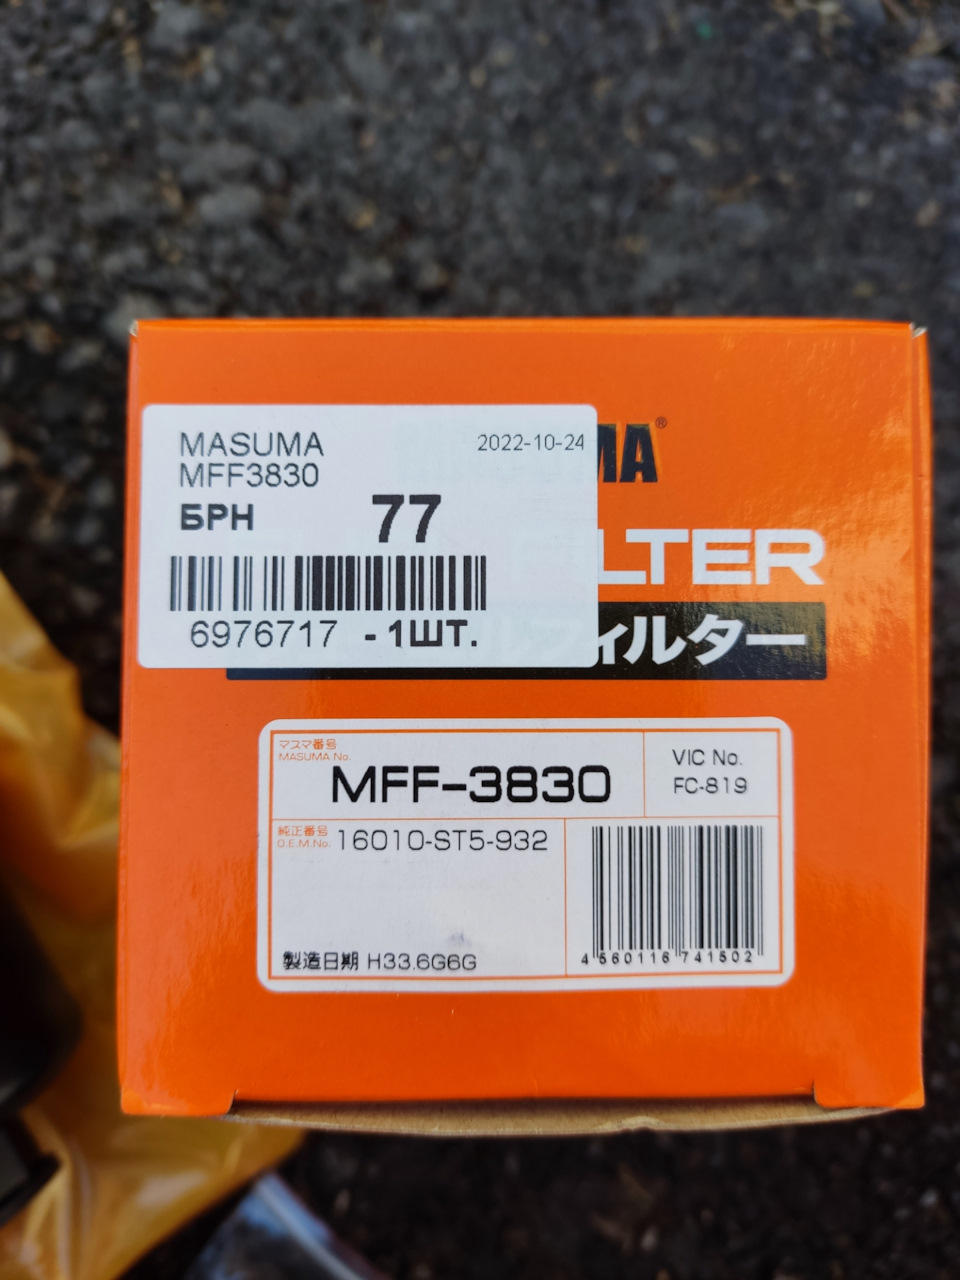 MASUMA
2022-10-24
MFF3830
БРН 77
6976717 - 1ШТ.
MA®
FILTER
ルフィルター
マスマ番号
MASUMA No.
MFF-3830
VIC No.
FC-819
純正番号
O.E.M.No.
16010-ST5-932
製造日期 H33.6G6G
4 560116 741502